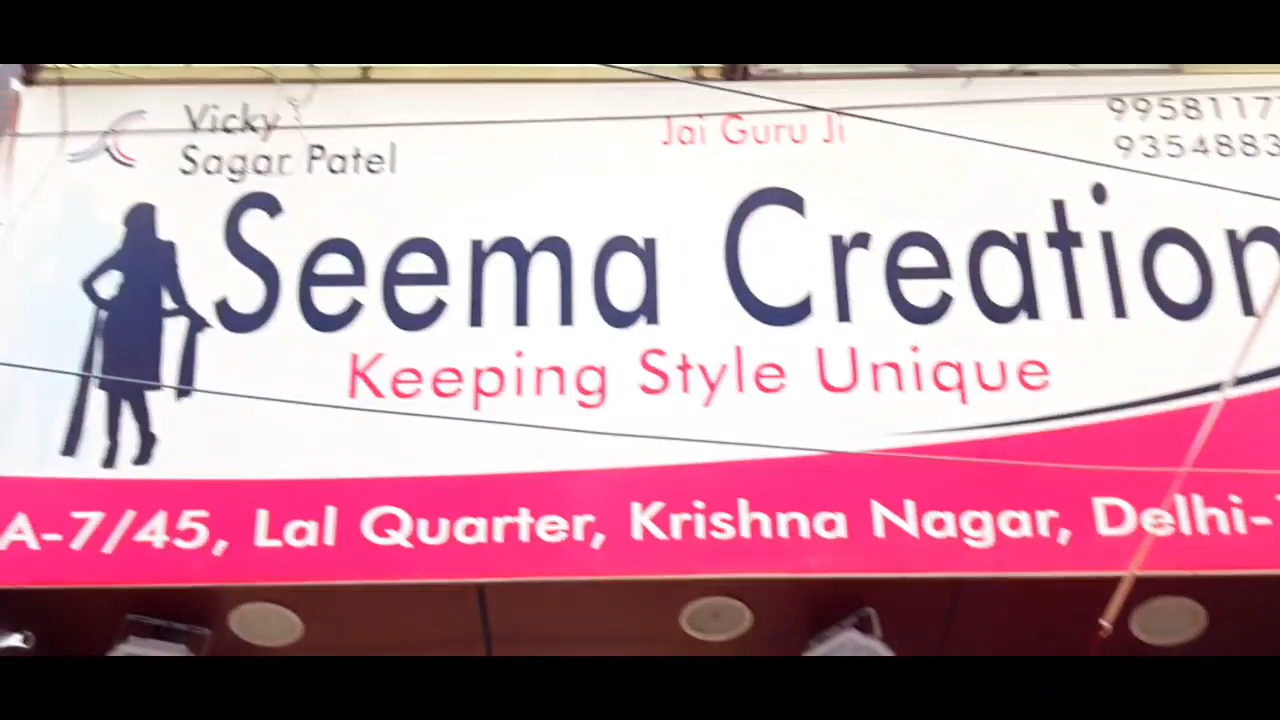 Vicky
Sagar Patel
Jai Guru Ji
9958117
9354883
Seema Creation
Keeping Style Unique
A-7/45, Lal Quarter, Krishna Nagar, Delhi-